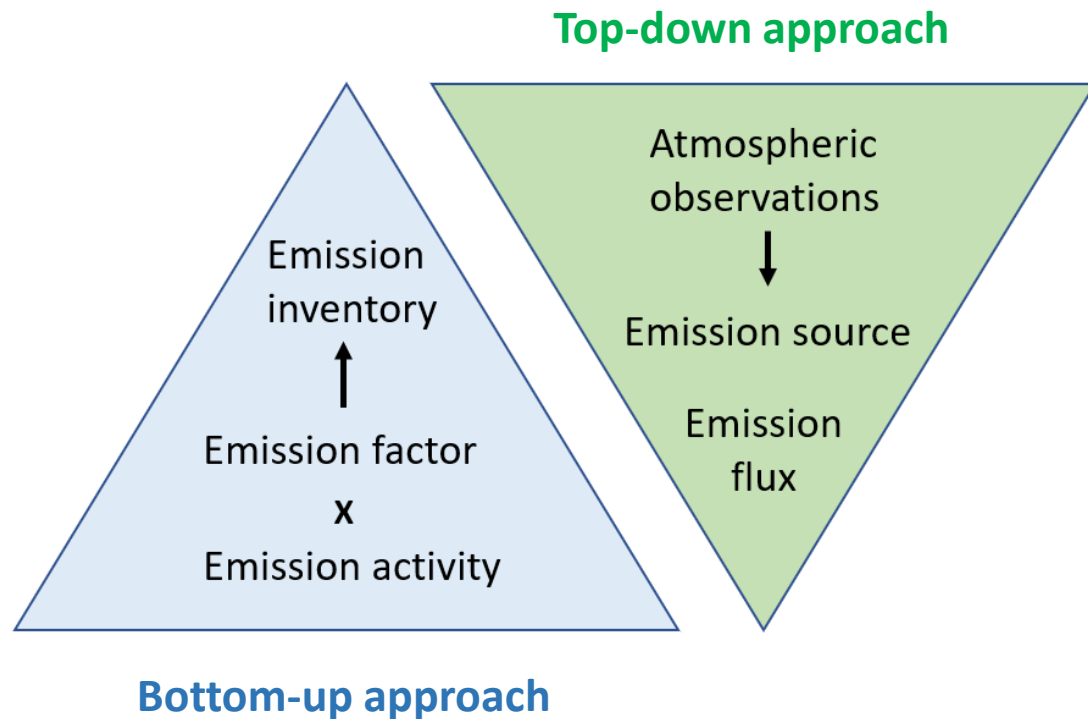 Top-down approach
Atmospheric
observations
Emission source
Emission
flux
Emission
inventory
Emission factor
x
Emission activity
Bottom-up approach